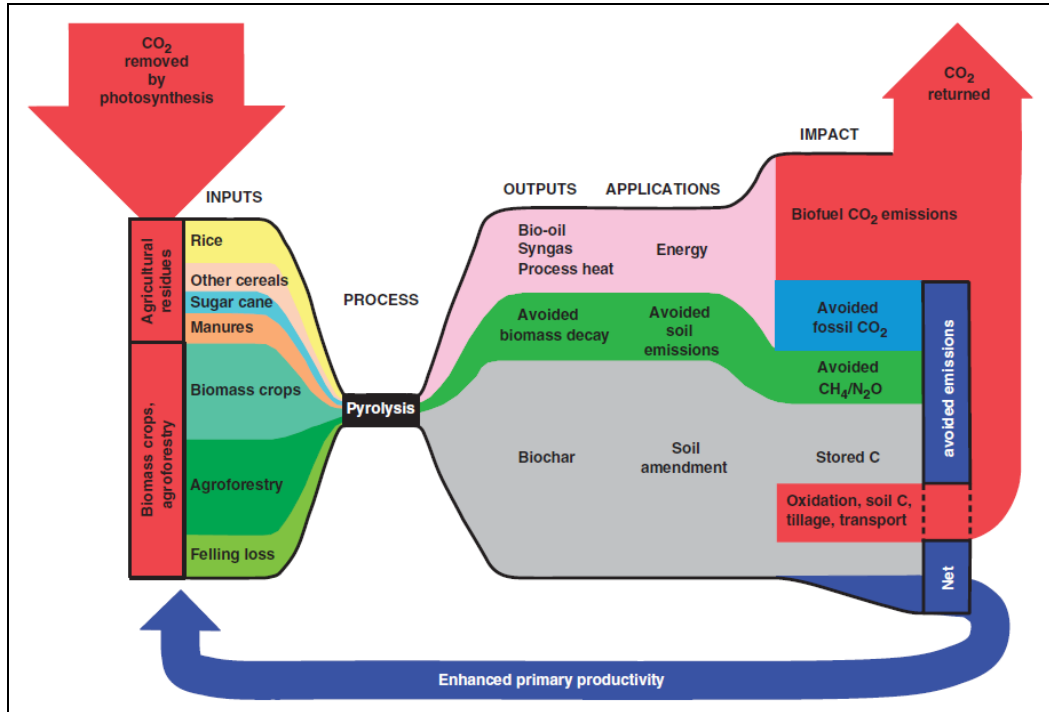 CO₂
removed
by
photosynthesis
CO₂
returned
IMPACT
INPUTS
OUTPUTS
APPLICATIONS
PROCESS
Agricultural
residues
Biomass crops,
agroforestry
Rice
Other cereals
Sugar cane
Manures
Biomass crops
Agroforestry
Felling loss
Pyrolysis
Bio-oil
Syngas
Process heat
Energy
Avoided
biomass decay
Avoided
soil
emissions
Biochar
Soil
amendment
Biofuel CO₂ emissions
Avoided
fossil CO₂
Avoided
CH₄/N₂O
Stored C
Oxidation, soil C,
tillage, transport
avoided emissions
Net
Enhanced primary productivity